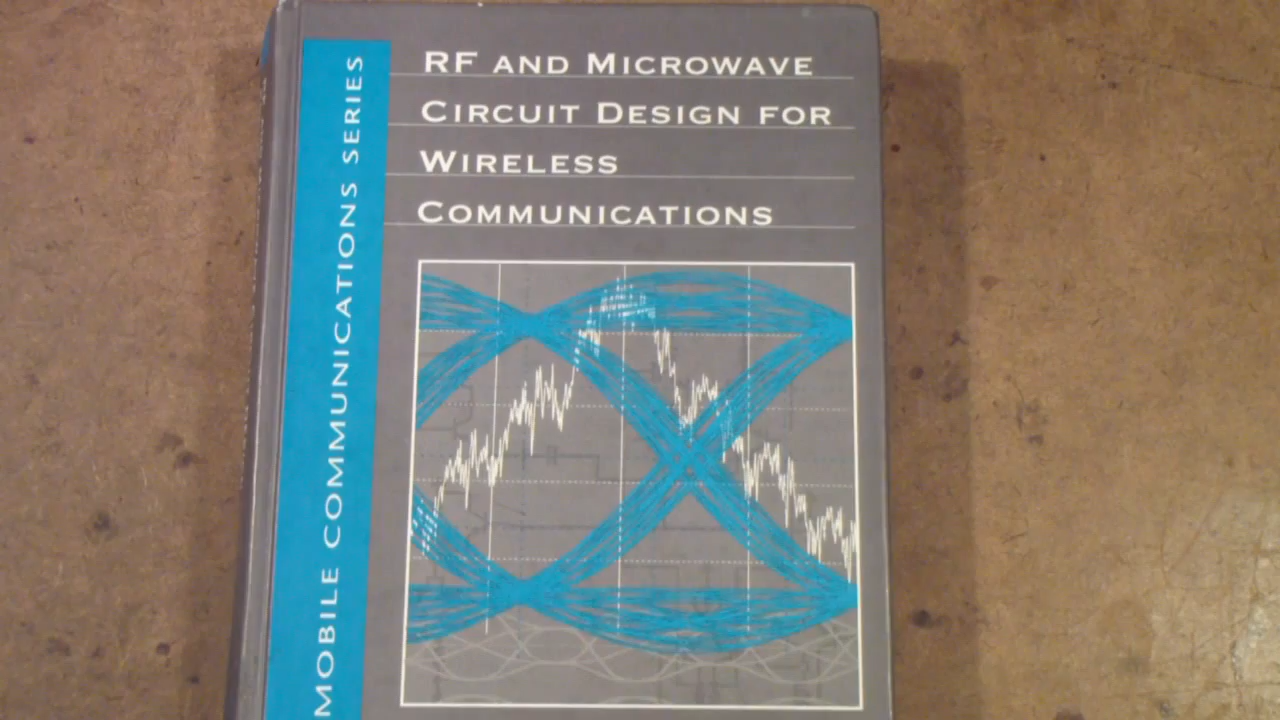 RF AND MICROWAVE
CIRCUIT DESIGN FOR
WIRELESS
COMMUNICATIONS
MOBILE COMMUNICATIONS SERIES